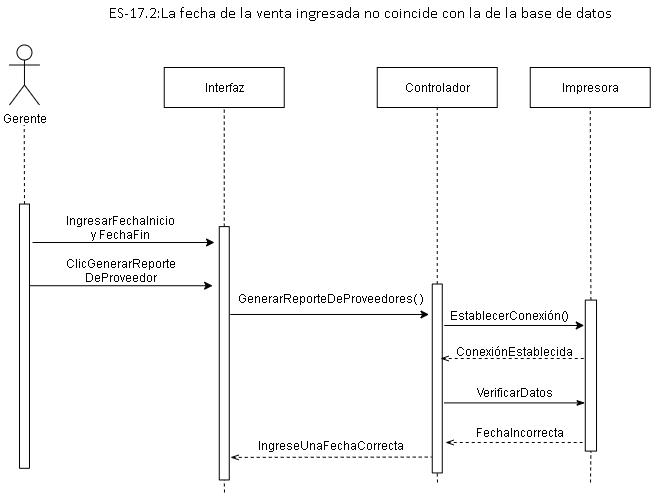 ES-17.2:La fecha de la venta ingresada no coincide con la de la base de datos
Interfaz
Controlador
Impresora
Gerente
IngresarFechaInicio
y FechaFin
ClicGenerarReporte
DeProveedor
GenerarReporteDeProveedores( )
EstablecerConexión()
ConexiónEstablecida
VerificarDatos
FechaIncorrecta
IngreseUnaFechaCorrecta